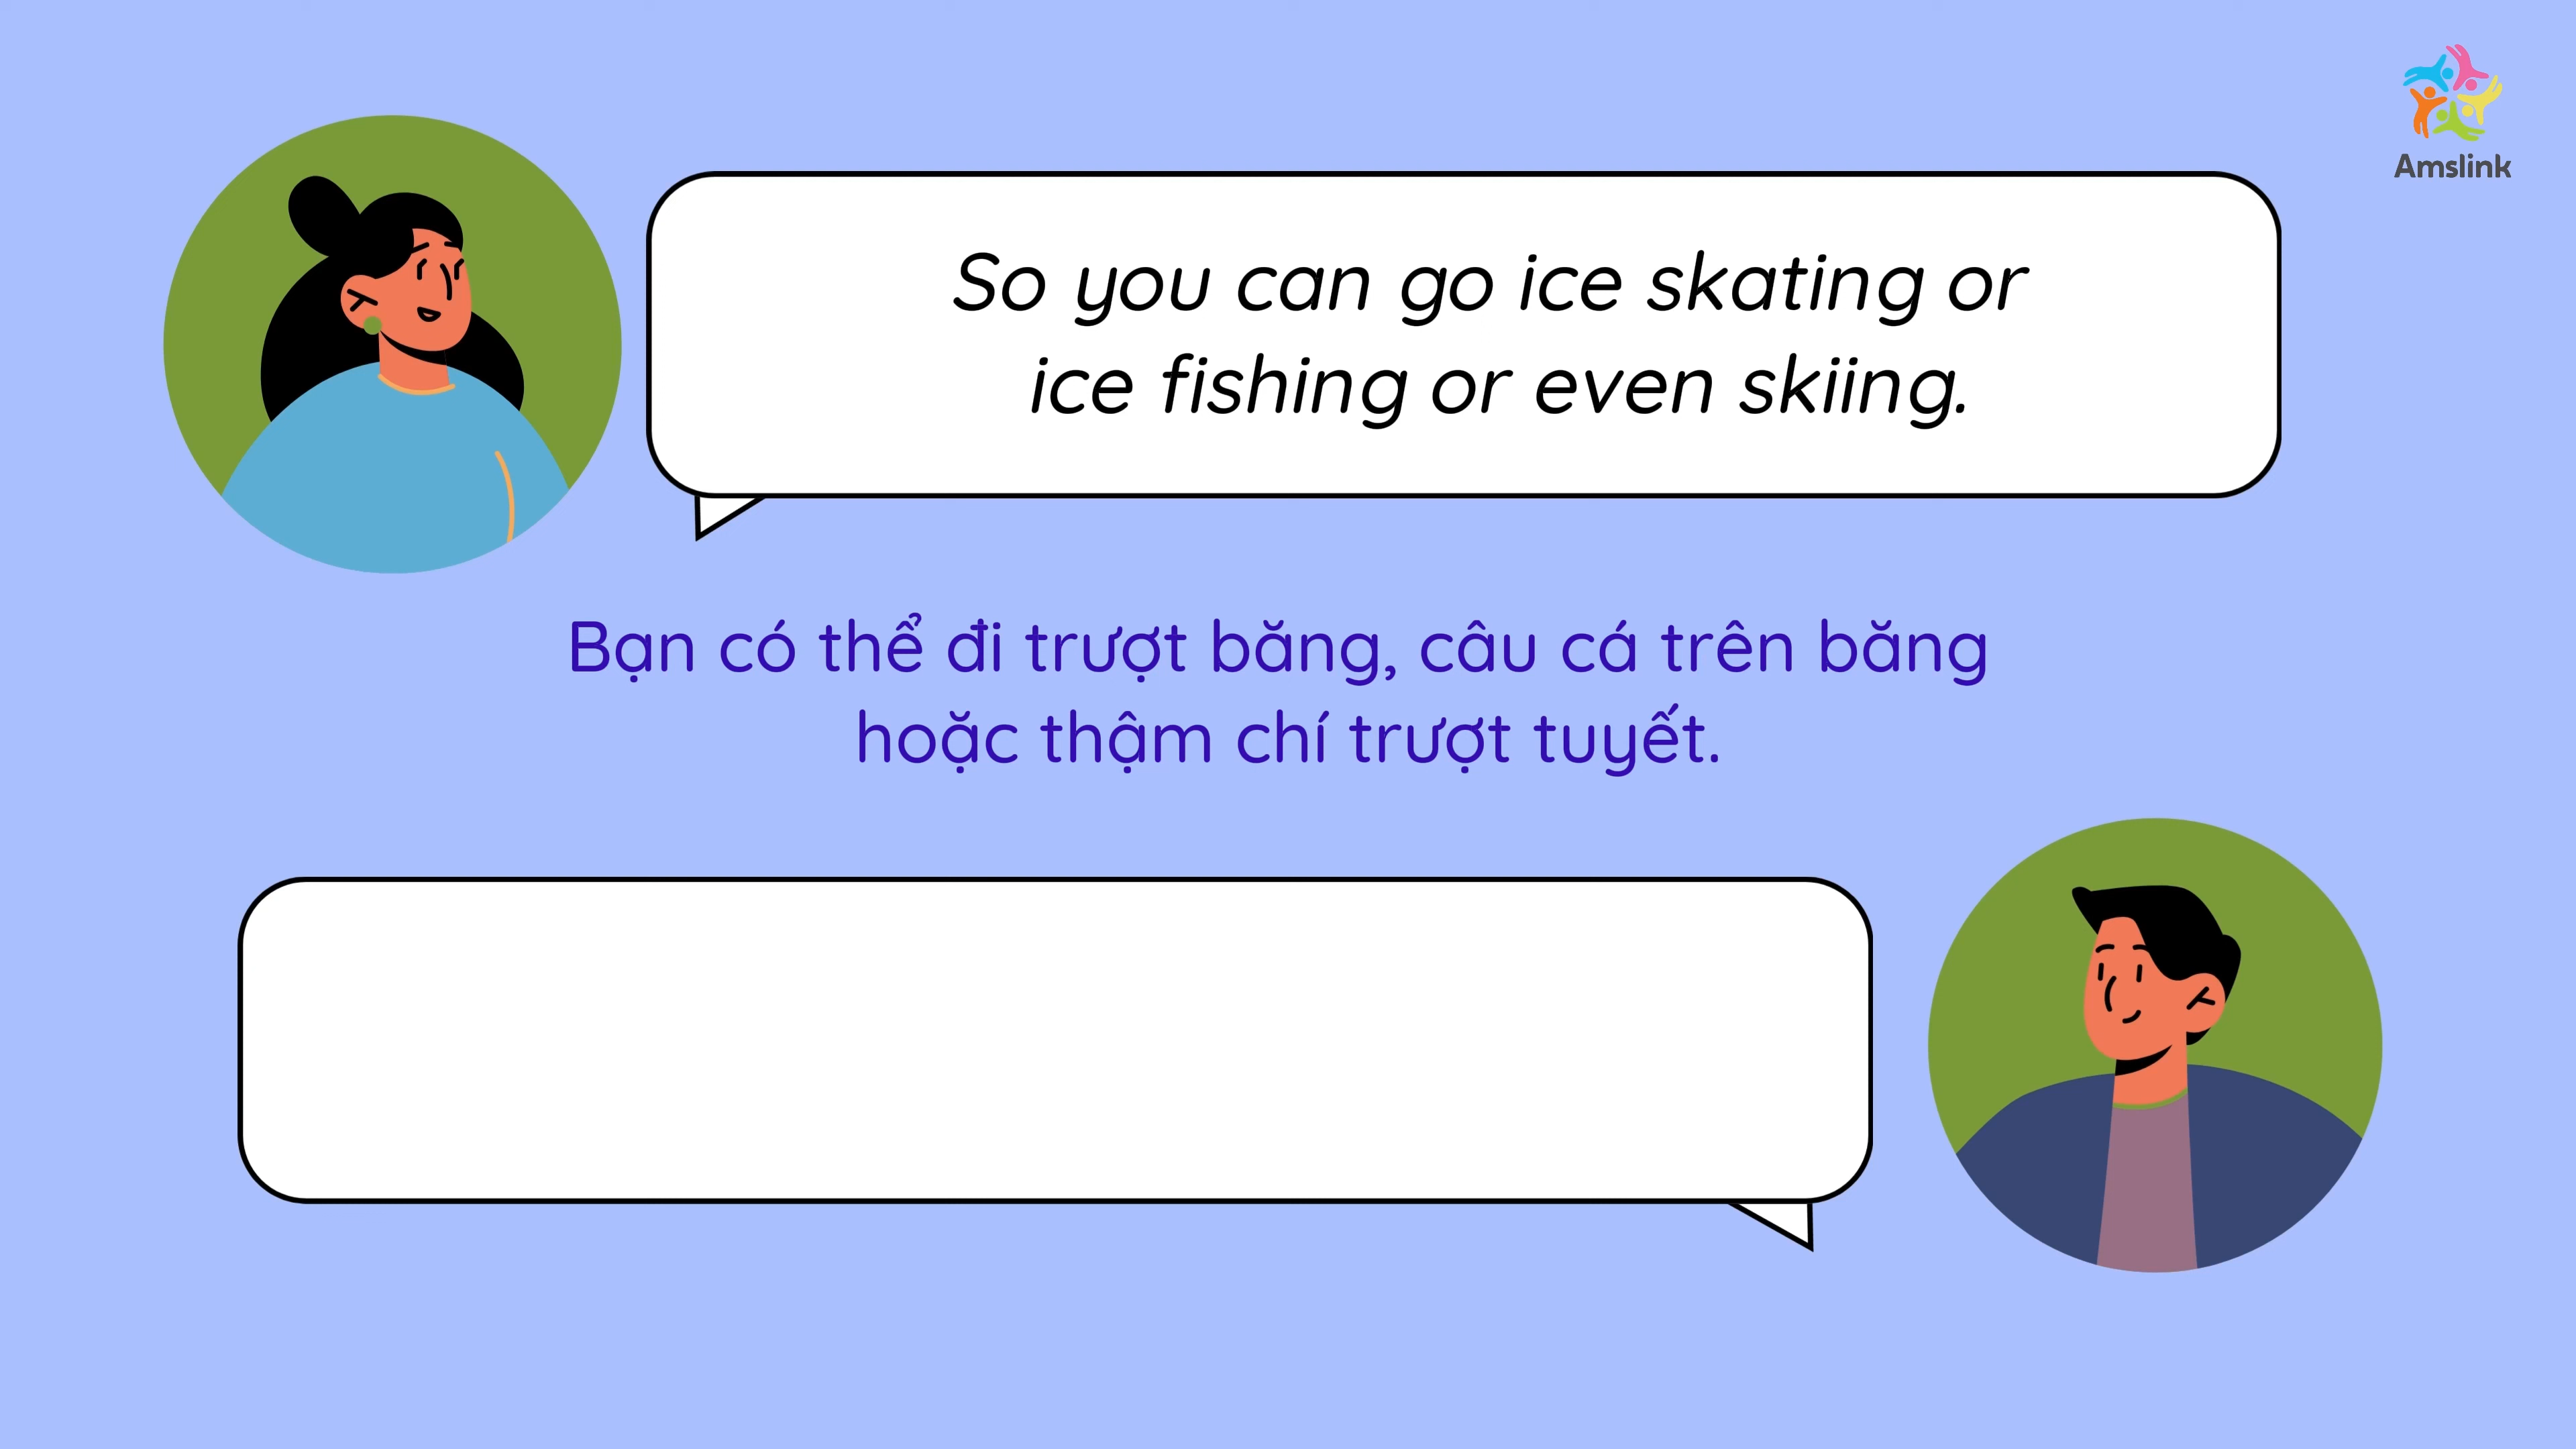 Amslink
So you can go ice skating or
ice fishing or even skiing.
Bạn có thể đi trượt băng, câu cá trên băng
hoặc thậm chí trượt tuyết.